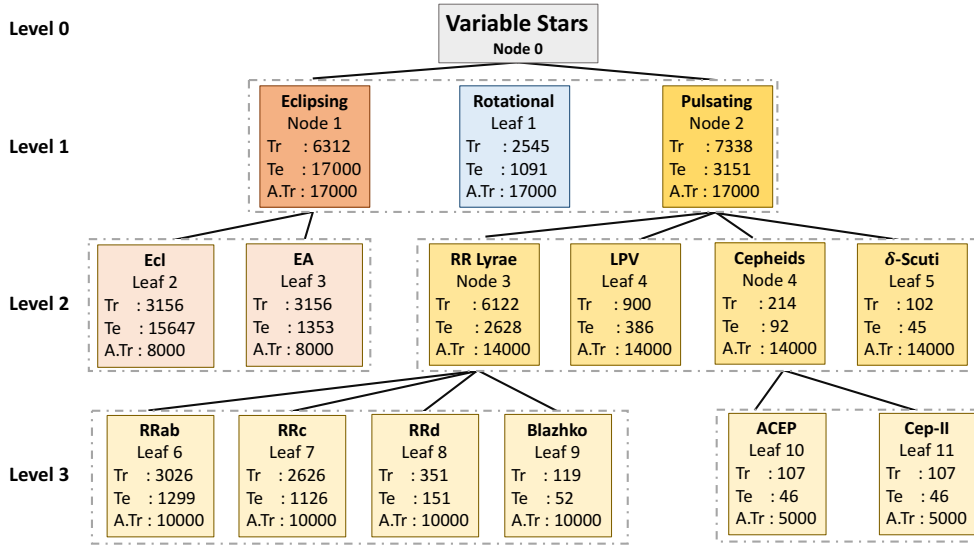 Level 0
Variable Stars
Node 0
Level 1
Eclipsing
Node 1
Tr : 6312
Te : 17000
A.Tr : 17000
Rotational
Leaf 1
Tr : 2545
Te : 1091
A.Tr : 17000
Pulsating
Node 2
Tr : 7338
Te : 3151
A.Tr : 17000
Level 2
Ecl
Leaf 2
Tr : 3156
Te : 15647
A.Tr : 8000
EA
Leaf 3
Tr : 3156
Te : 1353
A.Tr : 8000
RR Lyrae
Node 3
Tr : 6122
Te : 2628
A.Tr : 14000
LPV
Leaf 4
Tr : 900
Te : 386
A.Tr : 14000
Cepheids
Node 4
Tr : 214
Te : 92
A.Tr : 14000
δ-Scuti
Leaf 5
Tr : 102
Te : 45
A.Tr : 14000
Level 3
RRab
Leaf 6
Tr : 3026
Te : 1299
A.Tr : 10000
RRc
Leaf 7
Tr : 2626
Te : 1126
A.Tr : 10000
RRd
Leaf 8
Tr : 351
Te : 151
A.Tr : 10000
Blazhko
Leaf 9
Tr : 119
Te : 52
A.Tr : 10000
ACEP
Leaf 10
Tr : 107
Te : 46
A.Tr : 5000
Cep-II
Leaf 11
Tr : 107
Te : 46
A.Tr : 5000